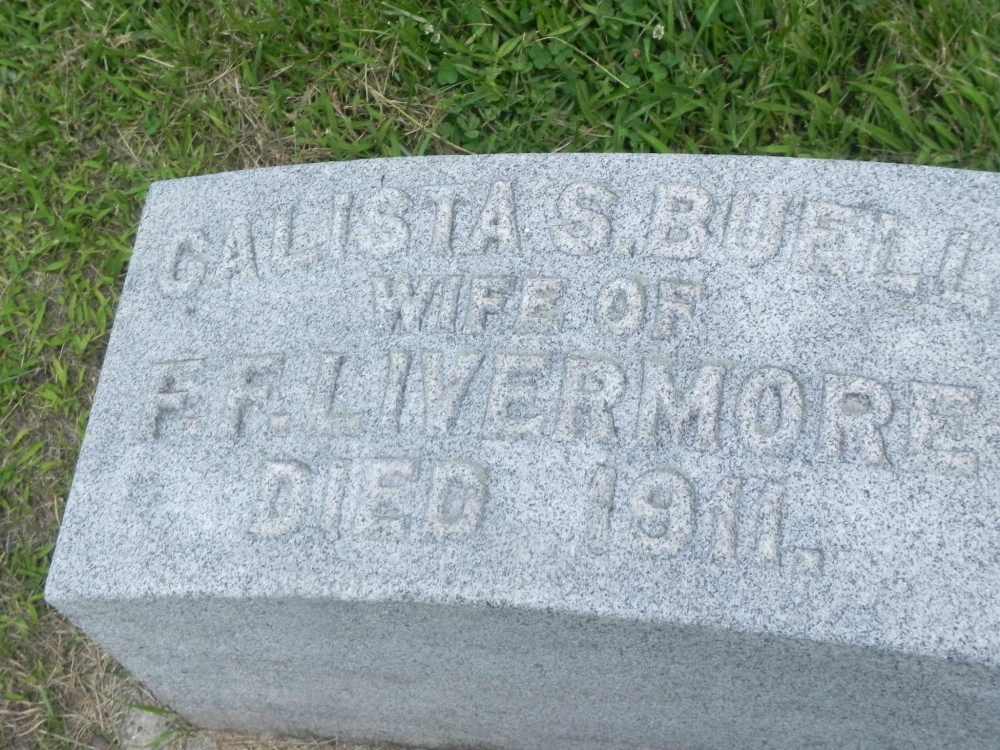 CALISTA S. BUELL
WIFE OF
F. F. LIVERMORE
DIED 1911.